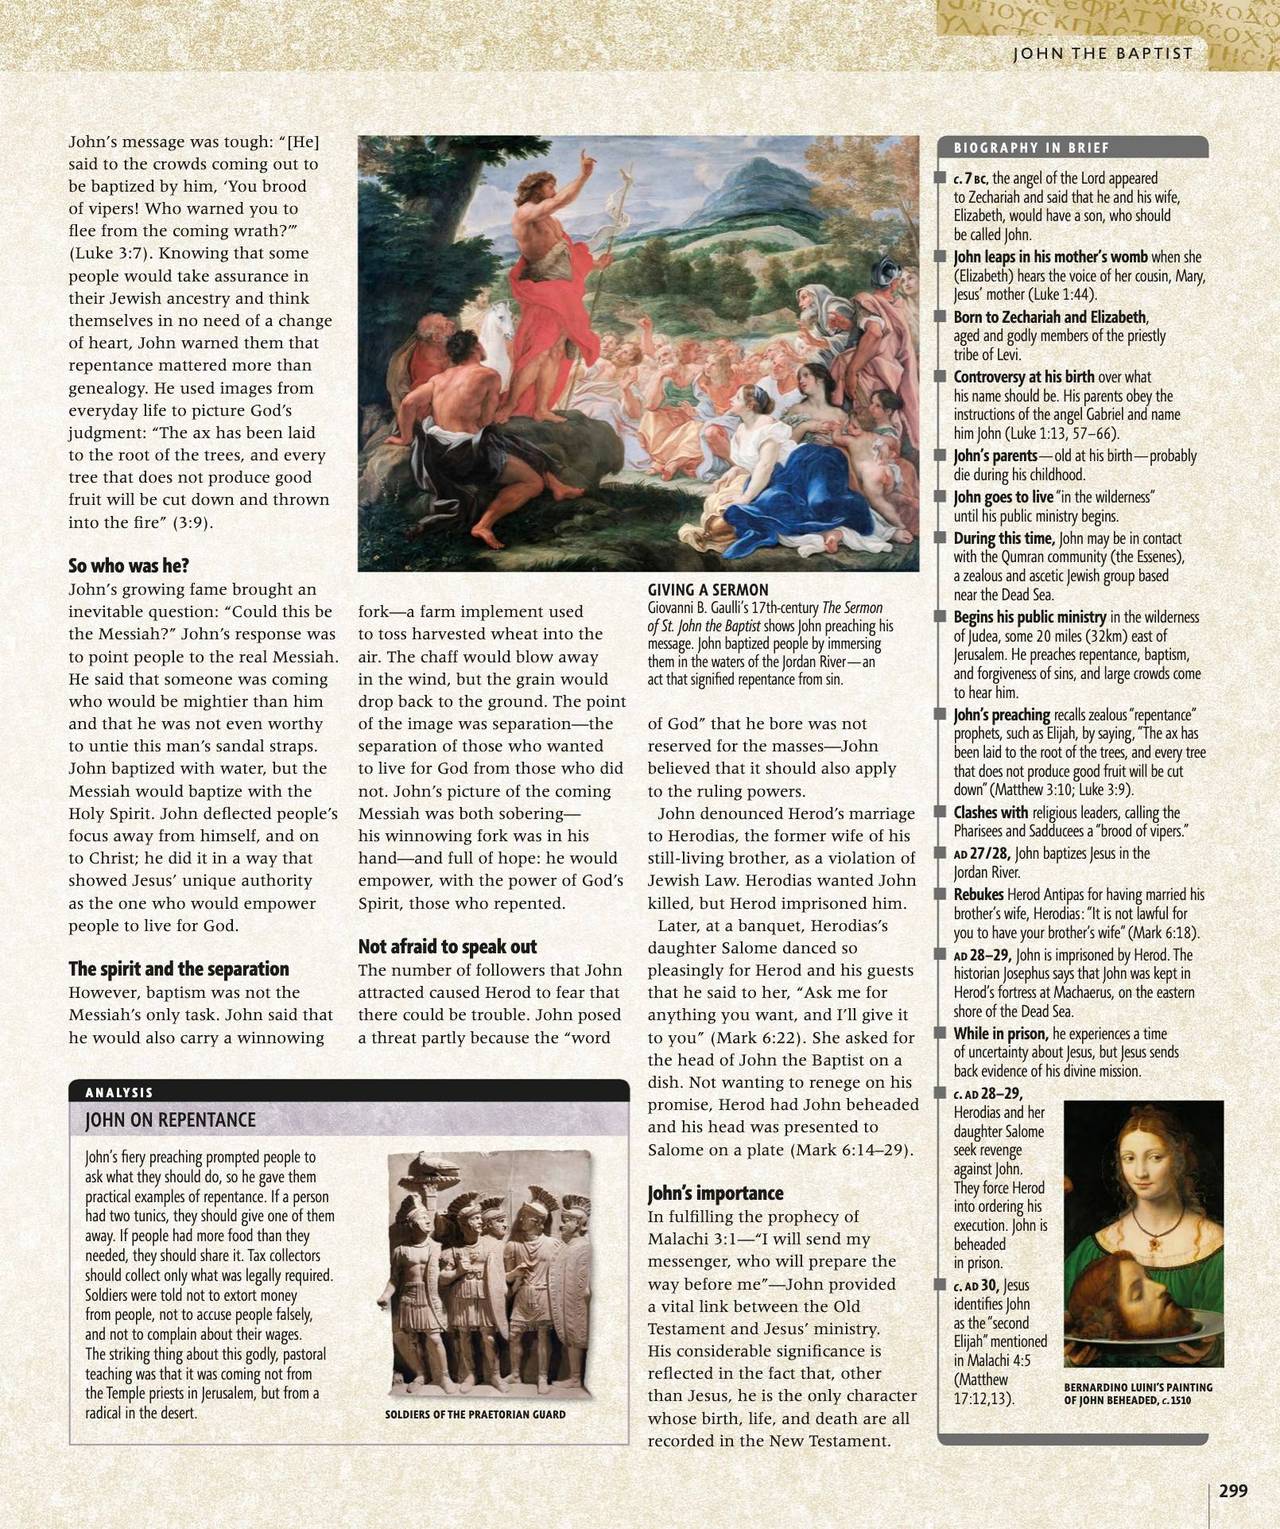 JOHN THE BAPTIST
John’s message was tough: “[He]
said to the crowds coming out to
be baptized by him, ‘You brood
of vipers! Who warned you to
flee from the coming wrath?’”
(Luke 3:7). Knowing that some
people would take assurance in
their Jewish ancestry and think
themselves in no need of a change
of heart, John warned them that
repentance mattered more than
genealogy. He used images from
everyday life to picture God’s
judgment: “The ax has been laid
to the root of the trees, and every
tree that does not produce good
fruit will be cut down and thrown
into the fire” (3:9).
So who was he?
John’s growing fame brought an
inevitable question: “Could this be
the Messiah?” John’s response was
to point people to the real Messiah.
He said that someone was coming
who would be mightier than him
and that he was not even worthy
to untie this man’s sandal straps.
John baptized with water, but the
Messiah would baptize with the
Holy Spirit. John deflected people’s
focus away from himself, and on
to Christ; he did it in a way that
showed Jesus’ unique authority
as the one who would empower
people to live for God.
The spirit and the separation
However, baptism was not the
Messiah’s only task. John said that
he would also carry a winnowing
fork—a farm implement used
to toss harvested wheat into the
air. The chaff would blow away
in the wind, but the grain would
drop back to the ground. The point
of the image was separation—the
separation of those who wanted
to live for God from those who did
not. John’s picture of the coming
Messiah was both sobering—
his winnowing fork was in his
hand—and full of hope: he would
empower, with the power of God’s
Spirit, those who repented.
Not afraid to speak out
The number of followers that John
attracted caused Herod to fear that
there could be trouble. John posed
a threat partly because the “word
GIVING A SERMON
Giovanni B. Gaulli’s 17th-century The Sermon
of St. John the Baptist shows John preaching his
message. John baptized people by immersing
them in the waters of the Jordan River—an
act that signified repentance from sin.
of God” that he bore was not
reserved for the masses—John
believed that it should also apply
to the ruling powers.
John denounced Herod’s marriage
to Herodias, the former wife of his
still-living brother, as a violation of
Jewish Law. Herodias wanted John
killed, but Herod imprisoned him.
Later, at a banquet, Herodias’s
daughter Salome danced so
pleasingly for Herod and his guests
that he said to her, “Ask me for
anything you want, and I’ll give it
to you” (Mark 6:22). She asked for
the head of John the Baptist on a
dish. Not wanting to renege on his
promise, Herod had John beheaded
and his head was presented to
Salome on a plate (Mark 6:14–29).
John’s importance
In fulfilling the prophecy of
Malachi 3:1—“I will send my
messenger, who will prepare the
way before me”—John provided
a vital link between the Old
Testament and Jesus’ ministry.
His considerable significance is
reflected in the fact that, other
than Jesus, he is the only character
whose birth, life, and death are all
recorded in the New Testament.
ANALYSIS
JOHN ON REPENTANCE
John’s fiery preaching prompted people to
ask what they should do, so he gave them
practical examples of repentance. If a person
had two tunics, they should give one of them
away. If people had more food than they
needed, they should share it. Tax collectors
should collect only what was legally required.
Soldiers were told not to extort money
from people, not to accuse people falsely,
and not to complain about their wages.
The striking thing about this godly, pastoral
teaching was that it was coming not from
the Temple priests in Jerusalem, but from a
radical in the desert.
SOLDIERS OF THE PRAETORIAN GUARD
BIOGRAPHY IN BRIEF
c. 7 BC, the angel of the Lord appeared
to Zechariah and said that he and his wife,
Elizabeth, would have a son, who should
be called John.
John leaps in his mother’s womb when she
(Elizabeth) hears the voice of her cousin, Mary,
Jesus’ mother (Luke 1:44).
Born to Zechariah and Elizabeth,
aged and godly members of the priestly
tribe of Levi.
Controversy at his birth over what
his name should be. His parents obey the
instructions of the angel Gabriel and name
him John (Luke 1:13, 57–66).
John’s parents—old at his birth—probably
die during his childhood.
John goes to live “in the wilderness”
until his public ministry begins.
During this time, John may be in contact
with the Qumran community (the Essenes),
a zealous and ascetic Jewish group based
near the Dead Sea.
Begins his public ministry in the wilderness
of Judea, some 20 miles (32km) east of
Jerusalem. He preaches repentance, baptism,
and forgiveness of sins, and large crowds come
to hear him.
John’s preaching recalls zealous “repentance”
prophets, such as Elijah, by saying, “The ax has
been laid to the root of the trees, and every tree
that does not produce good fruit will be cut
down” (Matthew 3:10; Luke 3:9).
Clashes with religious leaders, calling the
Pharisees and Sadducees a “brood of vipers.”
AD 27/28, John baptizes Jesus in the
Jordan River.
Rebukes Herod Antipas for having married his
brother’s wife, Herodias: “It is not lawful for
you to have your brother’s wife” (Mark 6:18).
AD 28–29, John is imprisoned by Herod. The
historian Josephus says that John was kept in
Herod’s fortress at Machaerus, on the eastern
shore of the Dead Sea.
While in prison, he experiences a time
of uncertainty about Jesus, but Jesus sends
back evidence of his divine mission.
c. AD 28–29,
Herodias and her
daughter Salome
seek revenge
against John.
They force Herod
into ordering his
execution. John is
beheaded
in prison.
c. AD 30, Jesus
identifies John
as the “second
Elijah” mentioned
in Malachi 4:5
(Matthew
17:12,13).
BERNARDINO LUINI’S PAINTING
OF JOHN BEHEADED, c. 1510
299